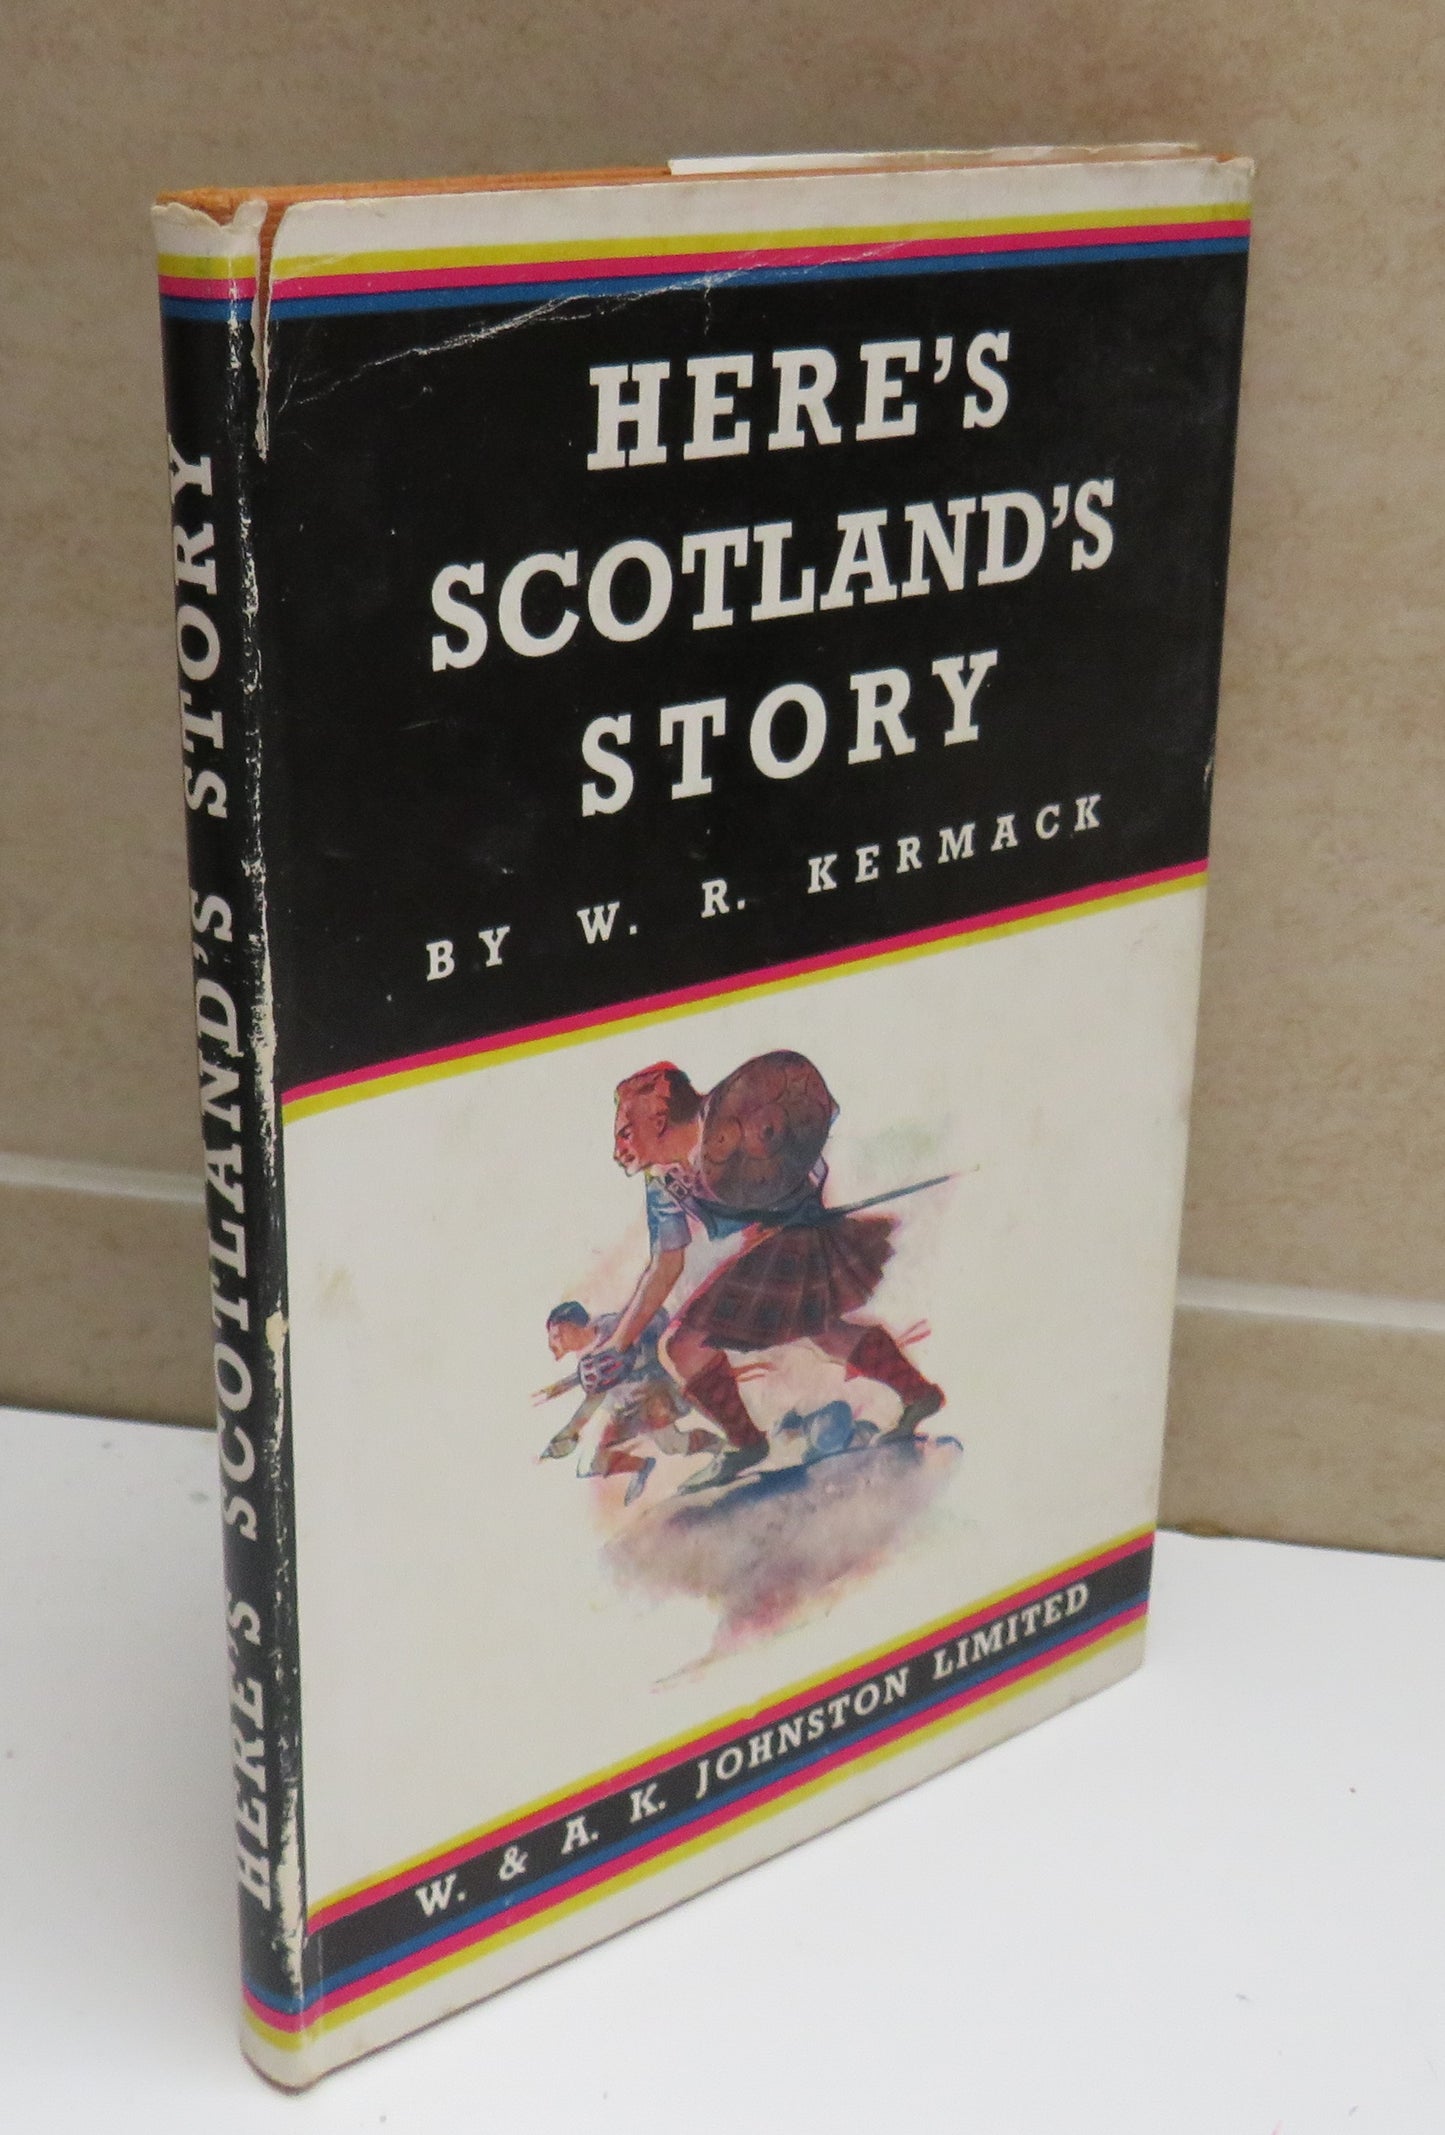 HERE'S
SCOTLAND'S
STORY
BY W. R. KERMACK
W. & A. K. JOHNSTON LIMITED
HERE'S SCOTLAND'S STORY